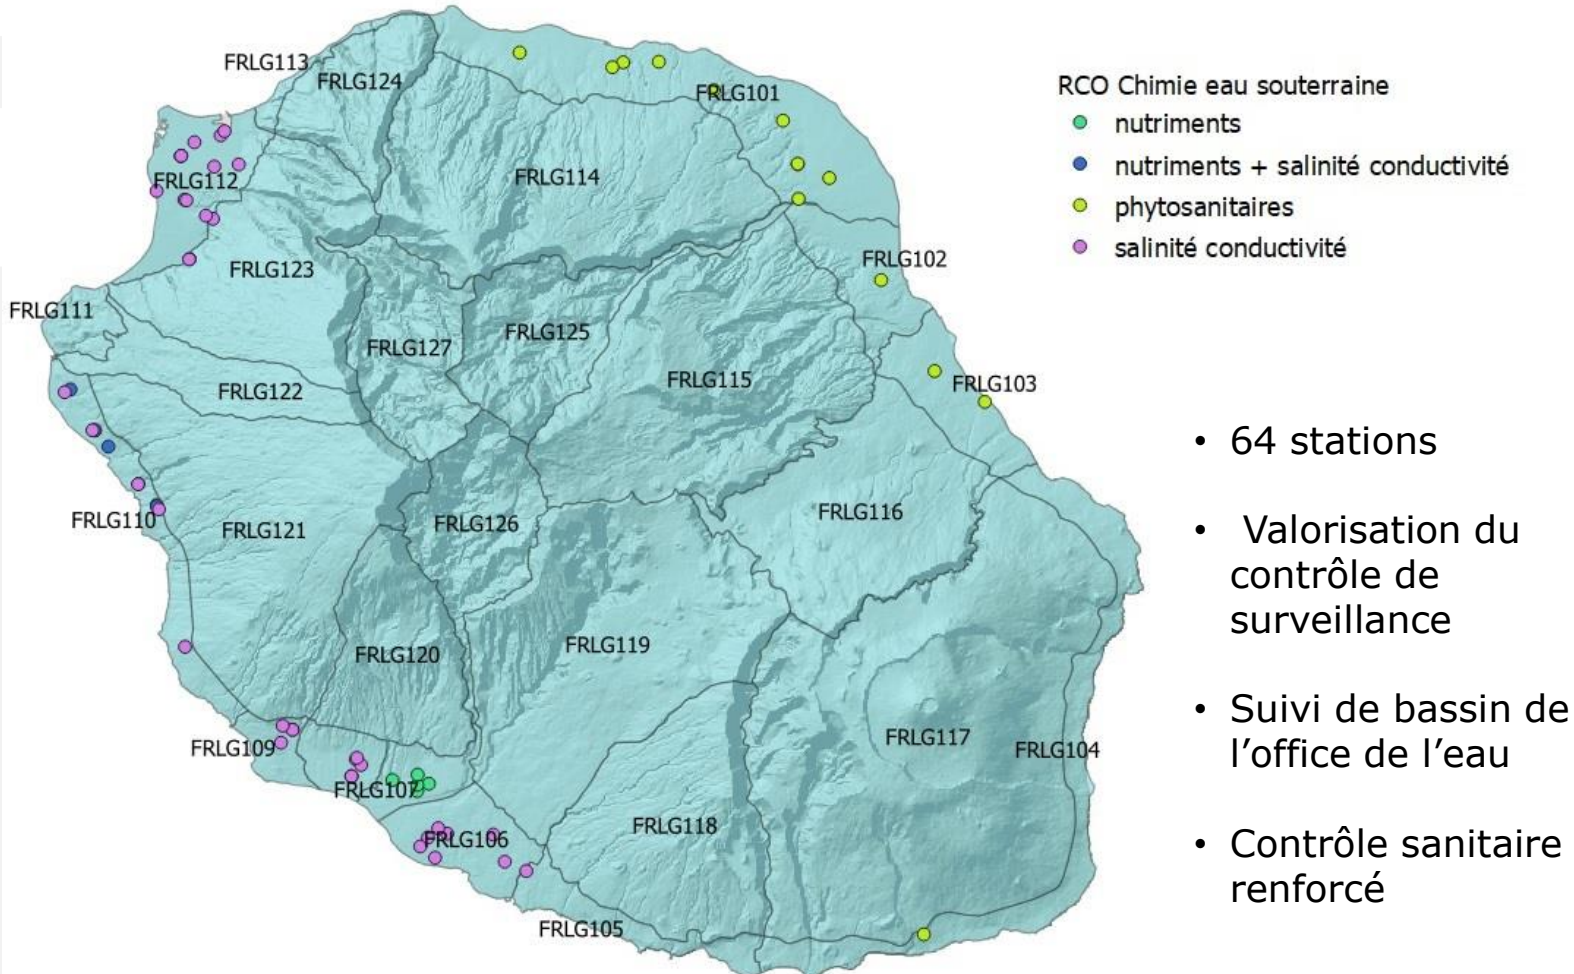 FRLG113
FRLG124
FRLG101
FRLG112
FRLG114
FRLG123
FRLG102
FRLG111
FRLG127
FRLG125
FRLG115
FRLG122
FRLG103
FRLG110
FRLG121
FRLG126
FRLG116
FRLG119
FRLG120
FRLG109
FRLG117
FRLG104
FRLG107
FRLG106
FRLG118
FRLG105
RCO Chimie eau souterraine
nutriments
nutriments + salinité conductivité
phytosanitaires
salinité conductivité
• 64 stations
• Valorisation du
contrôle de
surveillance
• Suivi de bassin de
l’office de l’eau
• Contrôle sanitaire
renforcé